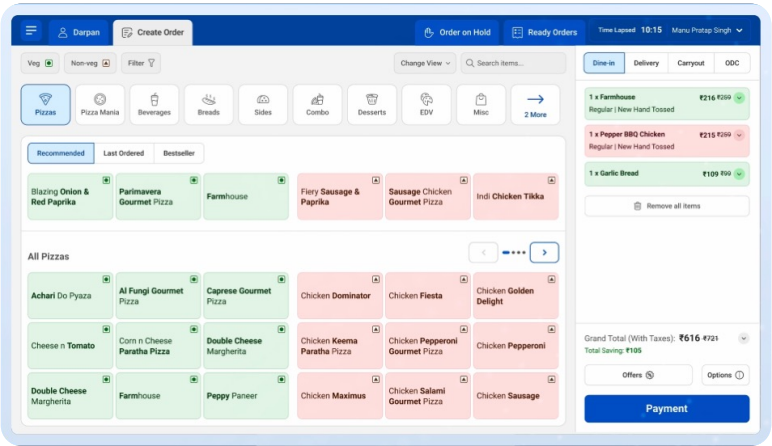 Darpan
Create Order
Order on Hold
Ready Orders
Time Lapsed 10:15
Manu Pratap Singh
Veg
Non-veg
Filter
Change View
Search items...
Pizzas
Pizza Mania
Beverages
Breads
Sides
Combo
Desserts
EDV
Misc
2 More
Recommended
Last Ordered
Bestseller
Blazing Onion &
Red Paprika
Parimavera
Gourmet Pizza
Farmhouse
Fiery Sausage &
Paprika
Sausage Chicken
Gourmet Pizza
Indi Chicken Tikka
All Pizzas
Achari Do Pyaza
Al Fungi Gourmet
Pizza
Caprese Gourmet
Pizza
Chicken Dominator
Chicken Fiesta
Chicken Golden
Delight
Cheese n Tomato
Corn n Cheese
Paratha Pizza
Double Cheese
Margherita
Chicken Keema
Paratha Pizza
Chicken Pepperoni
Gourmet Pizza
Chicken Pepperoni
Double Cheese
Margherita
Farmhouse
Peppy Paneer
Chicken Maximus
Chicken Salami
Gourmet Pizza
Chicken Sausage
Dine-in
Delivery
Carryout
ODC
1 x Farmhouse ₹216 ₹259
Regular | New Hand Tossed
1 x Pepper BBQ Chicken ₹215 ₹259
Regular | New Hand Tossed
1 x Garlic Bread ₹109 ₹99
Remove all items
Grand Total (With Taxes): ₹616 ₹721
Total Saving: ₹105
Offers
Options
Payment